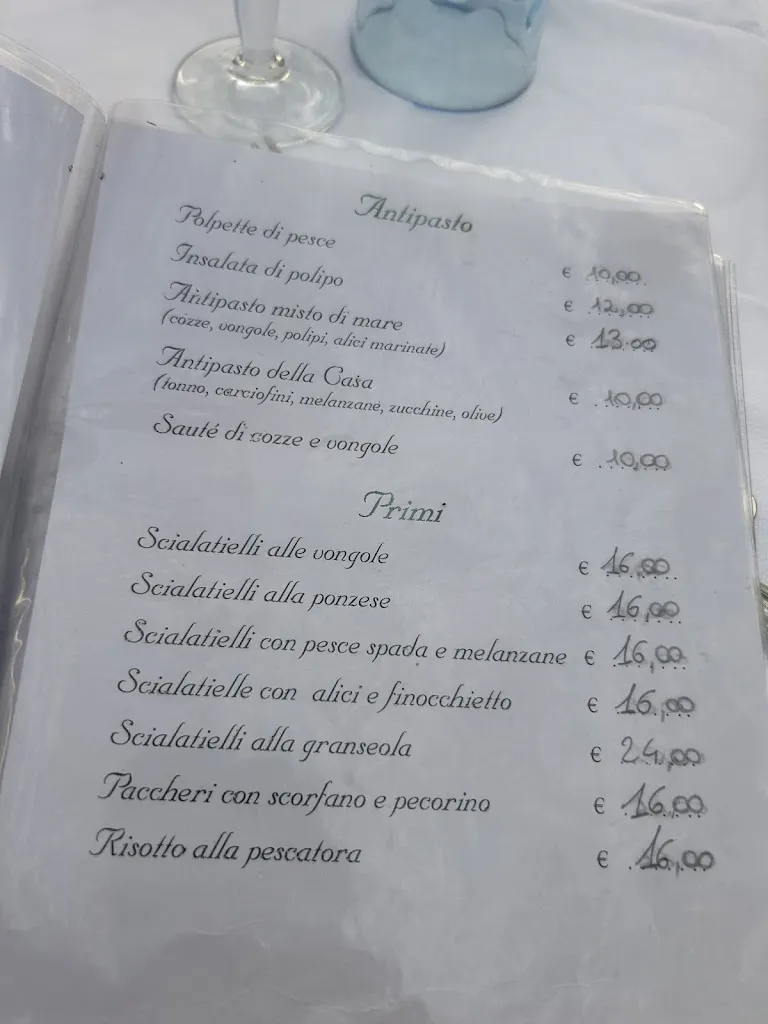 Antipasto
Polpette di pesce € 10,00
Insalata di polipo € 12,00
Antipasto misto di mare € 13.00
(cozze, vongole, polipi, alici marinate)
Antipasto della Casa € 10,00
(tonno, carciofini, melanzane, zucchine, olive)
Sauté di cozze e vongole € 10,00
Primi
Scialatielli alle vongole € 16,00
Scialatielli alla ponzese € 16,00
Scialatielli con pesce spada e melanzane € 16,00
Scialatielle con alici e finocchietto € 16,00
Scialatielli alla granseola € 24,00
Paccheri con scorfano e pecorino € 16,00
Risotto alla pescatora € 16,00